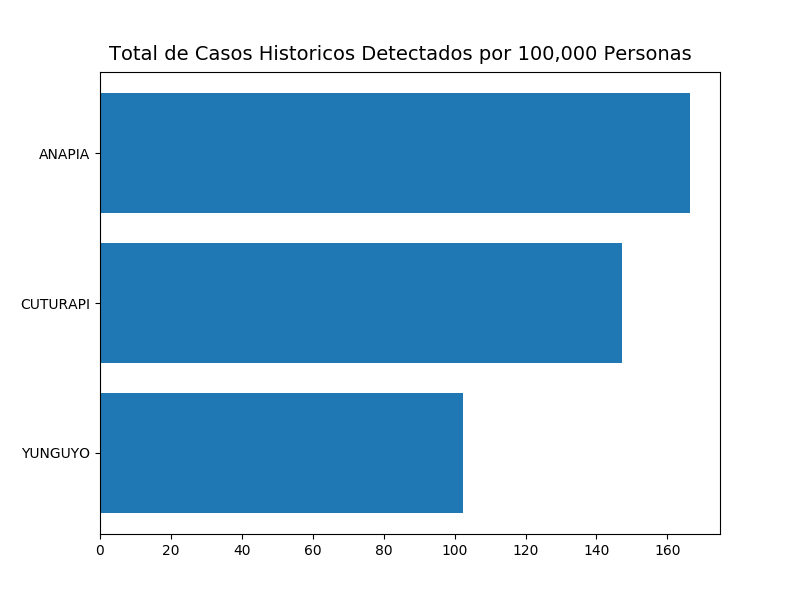 Total de Casos Historicos Detectados por 100,000 Personas
ANAPIA
CUTURAPI
YUNGUYO
0 20 40 60 80 100 120 140 160